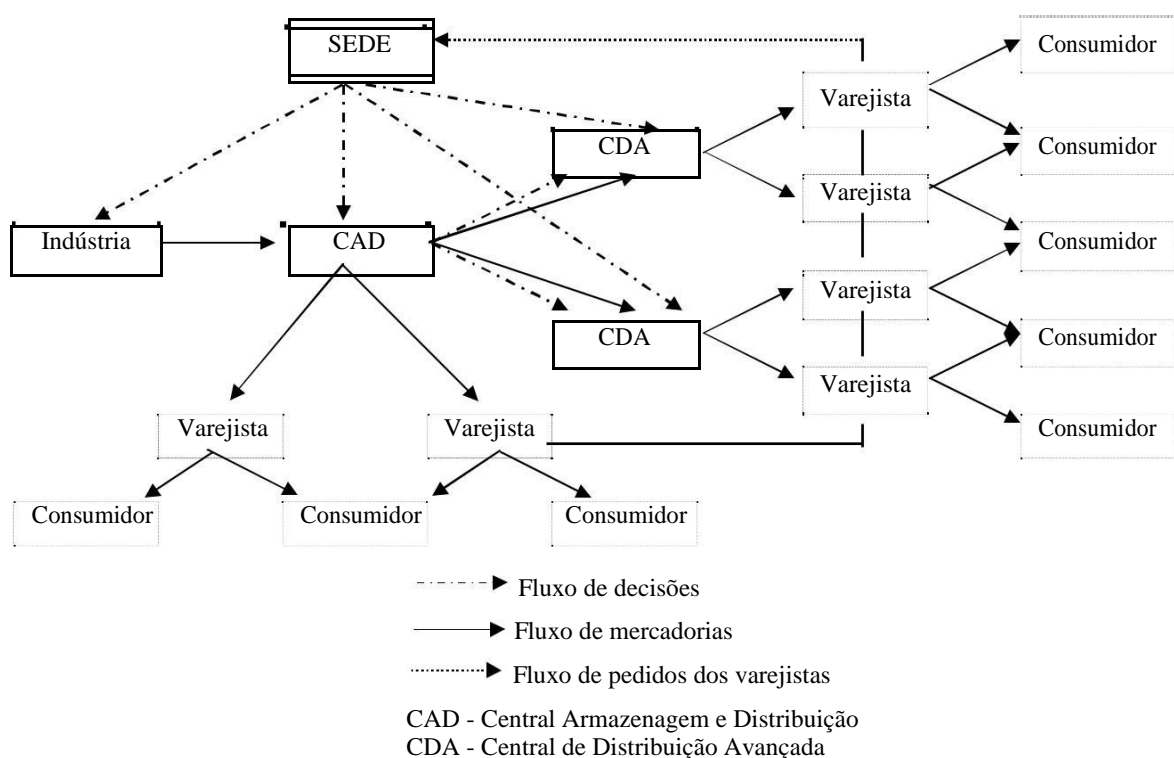 SEDE
Consumidor
Varejista
CDA
Consumidor
Varejista
Indústria
CAD
Consumidor
Varejista
CDA
Consumidor
Varejista
Varejista
Varejista
Consumidor
Consumidor
Consumidor
Consumidor
Fluxo de decisões
Fluxo de mercadorias
Fluxo de pedidos dos varejistas
CAD - Central Armazenagem e Distribuição
CDA - Central de Distribuição Avançada